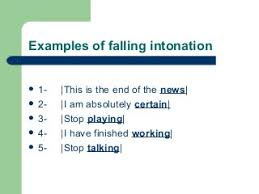 Examples of falling intonation
1- |This is the end of the news|
2- |I am absolutely certain|
3- |Stop playing|
4- |I have finished working|
5- |Stop talking|